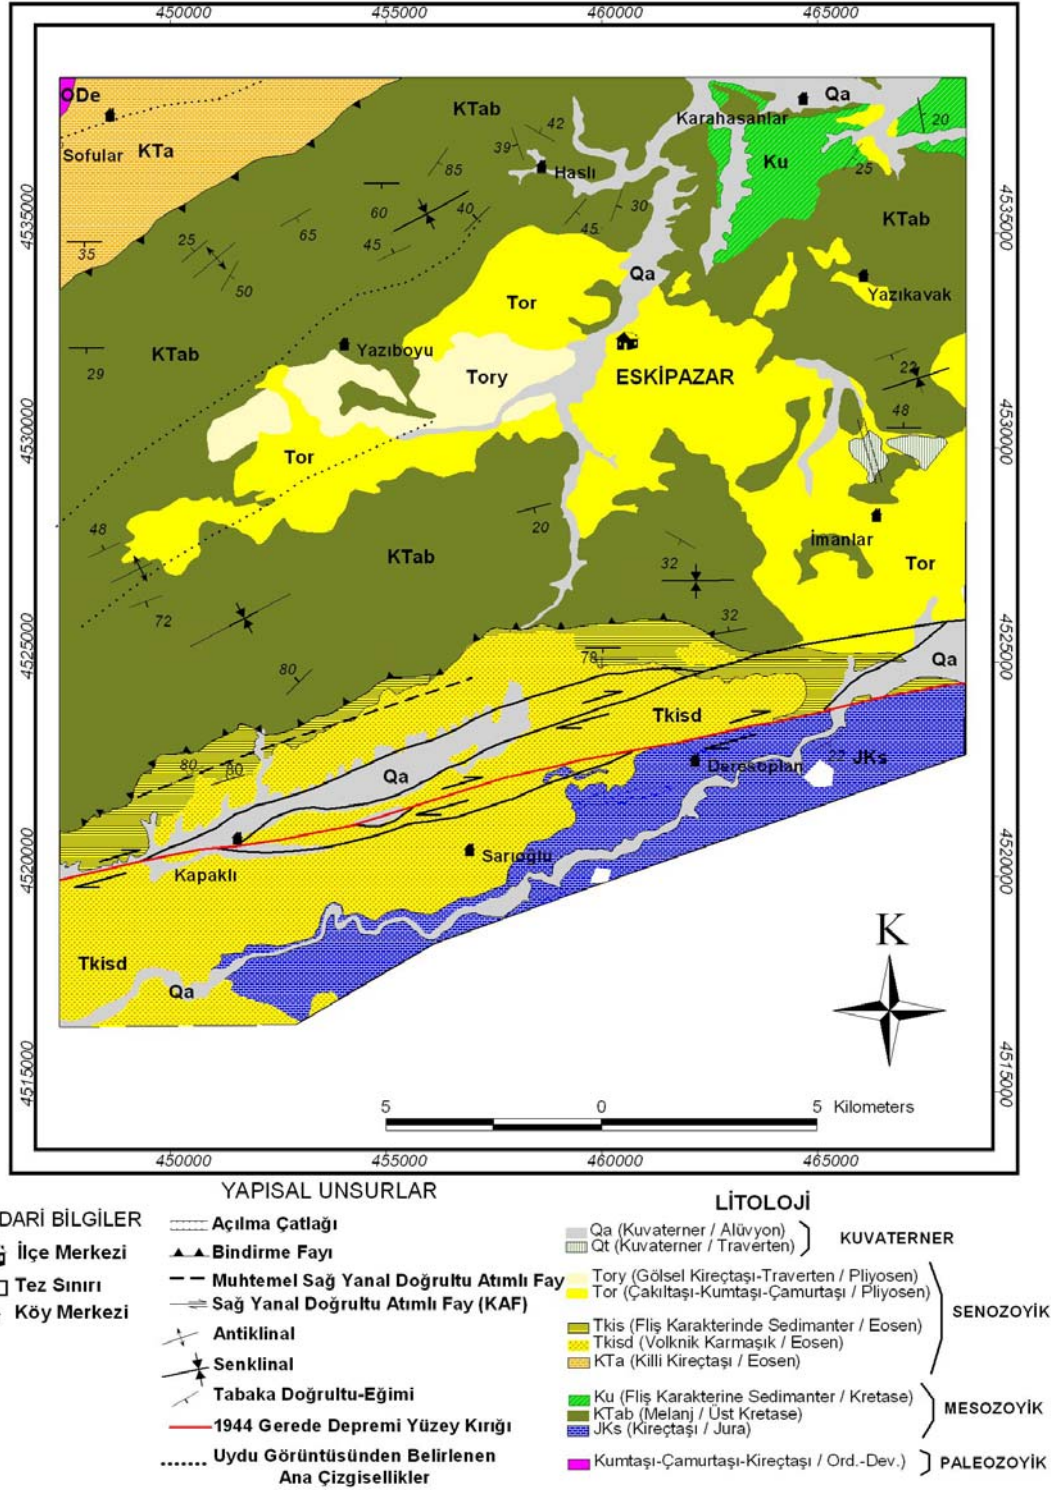 450000 455000 460000 465000
ODe
Sofular
KTa
KTab
Karahasanlar
Qa
20
42
39
Haslı
Ku
25
85
60
40
30
45
45
65
25
50
35
KTab
4535000
4535000
Qa
Tor
Yazıkavak
KTab
Yazıboyu
29
Tory
ESKİPAZAR
22
48
4530000
4530000
Tor
48
KTab
20
İmanlar
32
Tor
72
32
4525000
4525000
80
78
Qa
Tkisd
80
80
Qa
Deresoplan
22
JKs
Sarıoğlu
Kapaklı
4520000
4520000
Tkisd
Qa
K
4515000
4515000
5 0 5 Kilometers
450000 455000 460000 465000
DARİ BİLGİLER
İlçe Merkezi
Tez Sınırı
Köy Merkezi
YAPISAL UNSURLAR
Açılma Çatlağı
Bindirme Fayı
Muhtemel Sağ Yanal Doğrultu Atımlı Fay
Sağ Yanal Doğrultu Atımlı Fay (KAF)
Antiklinal
Senklinal
Tabaka Doğrultu-Eğimi
1944 Gerede Depremi Yüzey Kırığı
Uydu Görüntüsünden Belirlenen
Ana Çizgisellikler
LİTOLOJİ
Qa (Kuvaterner / Alüvyon)
Qt (Kuvaterner / Traverten)
KUVATERNER
Tory (Gölsel Kireçtaşı-Traverten / Pliyosen)
Tor (Çakıltaşı-Kumtaşı-Çamurtaşı / Pliyosen)
Tkis (Fliş Karakterinde Sedimanter / Eosen)
Tkisd (Volknik Karmaşık / Eosen)
KTa (Killi Kireçtaşı / Eosen)
SENOZOYİK
Ku (Fliş Karakterine Sedimanter / Kretase)
KTab (Melanj / Üst Kretase)
JKs (Kireçtaşı / Jura)
MESOZOYİK
Kumtaşı-Çamurtaşı-Kireçtaşı / Ord.-Dev.)
PALEOZOYİK